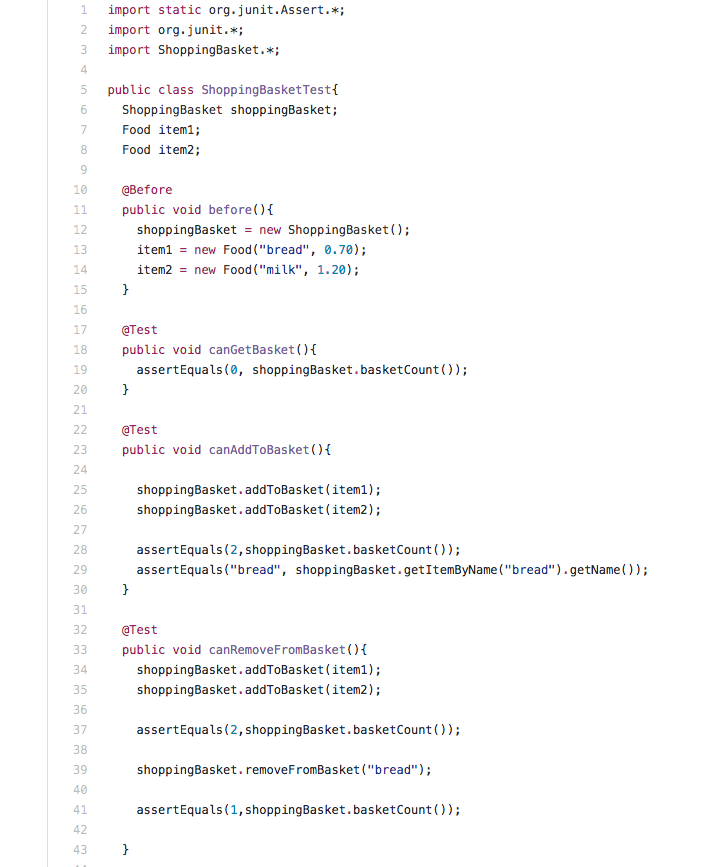 1 import static org.junit.Assert.*;
2 import org.junit.*;
3 import ShoppingBasket.*;
4
5 public class ShoppingBasketTest{
6 ShoppingBasket shoppingBasket;
7 Food item1;
8 Food item2;
9
10 @Before
11 public void before(){
12 shoppingBasket = new ShoppingBasket();
13 item1 = new Food("bread", 0.70);
14 item2 = new Food("milk", 1.20);
15 }
16
17 @Test
18 public void canGetBasket(){
19 assertEquals(0, shoppingBasket.basketCount());
20 }
21
22 @Test
23 public void canAddToBasket(){
24
25 shoppingBasket.addToBasket(item1);
26 shoppingBasket.addToBasket(item2);
27
28 assertEquals(2,shoppingBasket.basketCount());
29 assertEquals("bread", shoppingBasket.getItemByName("bread").getName());
30 }
31
32 @Test
33 public void canRemoveFromBasket(){
34 shoppingBasket.addToBasket(item1);
35 shoppingBasket.addToBasket(item2);
36
37 assertEquals(2,shoppingBasket.basketCount());
38
39 shoppingBasket.removeFromBasket("bread");
40
41 assertEquals(1,shoppingBasket.basketCount());
42
43 }